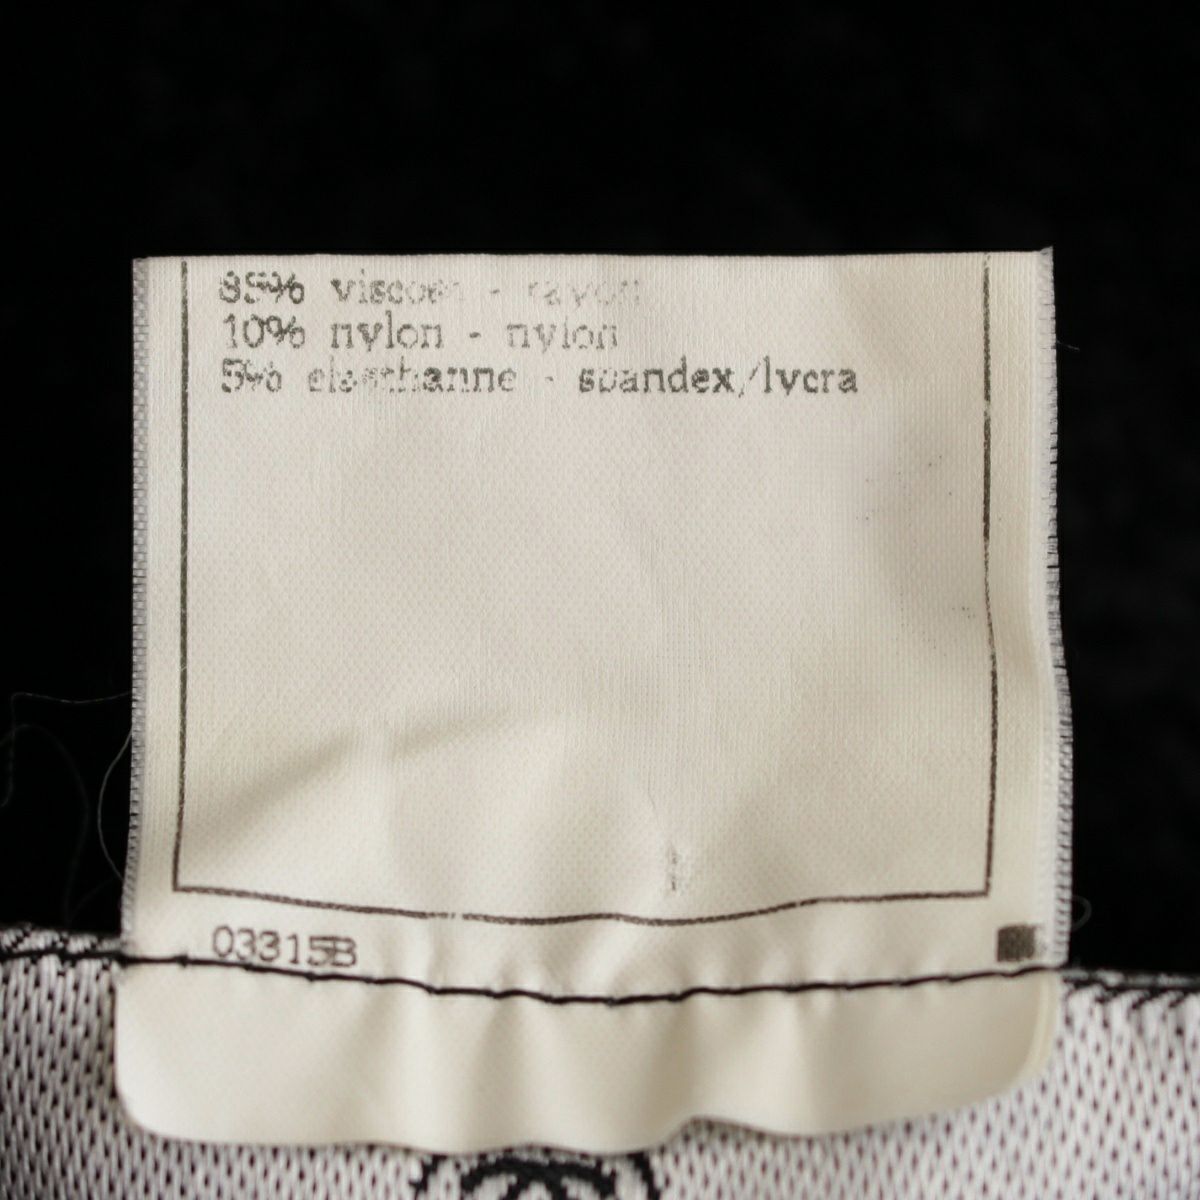 85% viscose - rayon
10% nylon - nylon
5% elasthanne - spandex/lycra
03315B